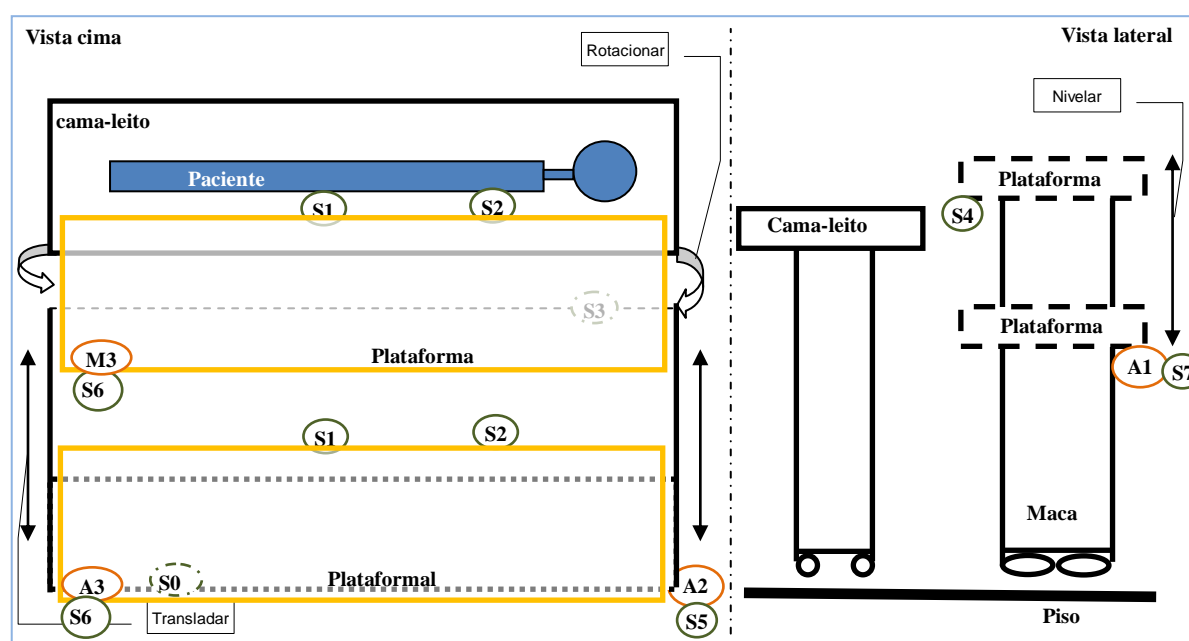 Vista cima
Rotacionar
cama-leito
Paciente
S1
S2
S3
M3
Plataforma
S6
S1
S2
A3
S0
Plataformal
A2
S6
Transladar
S5
Vista lateral
Nivelar
Plataforma
S4
Cama-leito
Plataforma
A1
S7
Maca
Piso